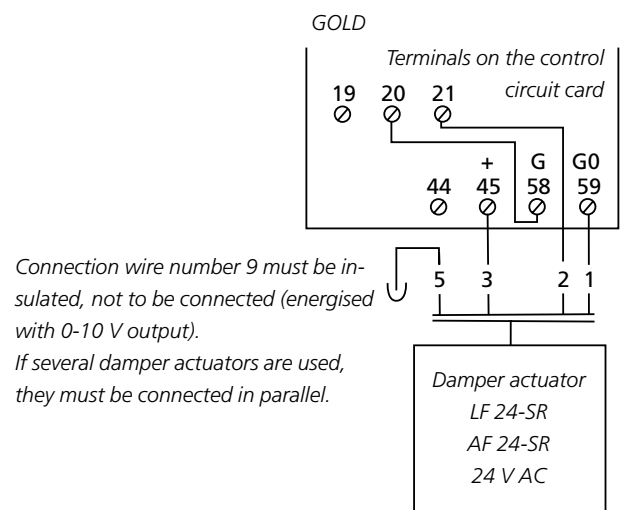 GOLD
Terminals on the control
circuit card
19 20 21
+ G G0
44 45 58 59
Connection wire number 9 must be in-
sulated, not to be connected (energised
with 0-10 V output).
If several damper actuators are used,
they must be connected in parallel.
5 3 2 1
Damper actuator
LF 24-SR
AF 24-SR
24 V AC